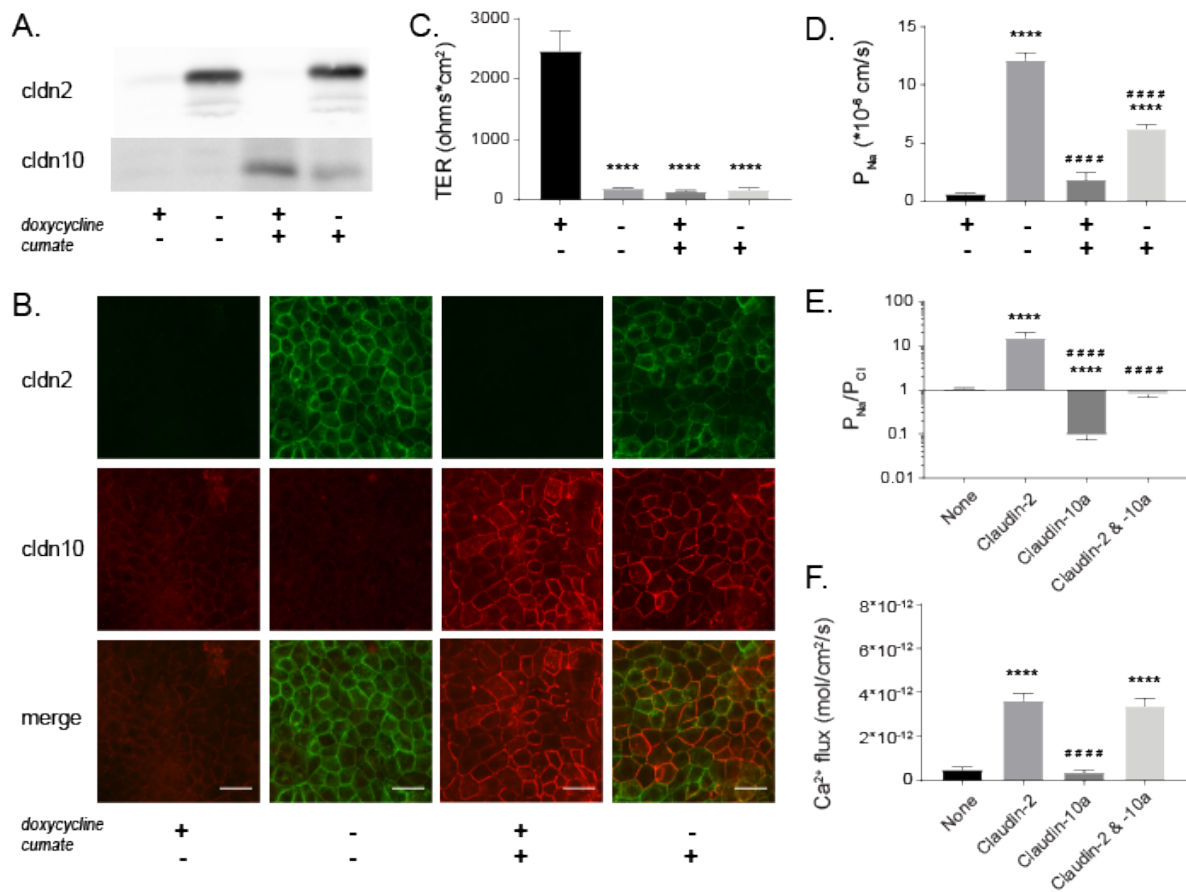 A.
cldn2
cldn10
doxycycline + - + -
cumate - - + +
B.
cldn2
cldn10
merge
doxycycline + - + -
cumate - - + +
C.
TER (ohms*cm²)
3000
2000
1000
0
**** **** ****
+ - + -
- - + +
D.
P_Na (*10⁻⁶ cm/s)
15
10
5
0
****
####
####
****
+ - + -
- - + +
E.
P_Na/P_Cl
100
10
1
0.1
0.01
****
####
****
####
None
Claudin-2
Claudin-10a
Claudin-2 & -10a
F.
Ca²⁺ flux (mol/cm²/s)
8*10⁻¹²
6*10⁻¹²
4*10⁻¹²
2*10⁻¹²
0
****
####
****
None
Claudin-2
Claudin-10a
Claudin-2 & -10a